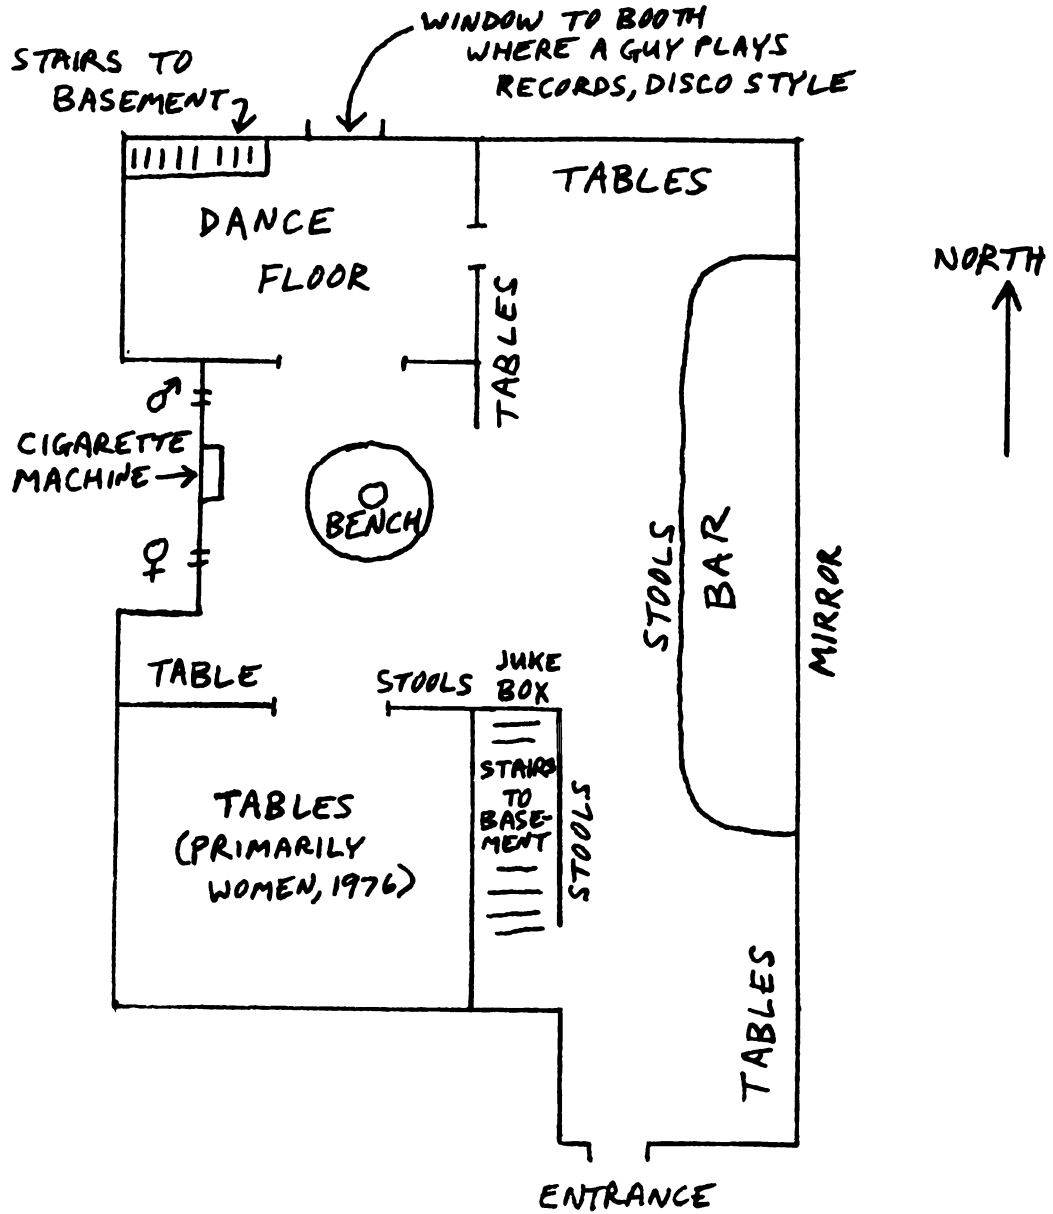 WINDOW TO BOOTH
WHERE A GUY PLAYS
RECORDS, DISCO STYLE
STAIRS TO
BASEMENT
TABLES
DANCE
FLOOR
NORTH
TABLES
♂
CIGARETTE
MACHINE
BENCH
♀
STOOLS
BAR
MIRROR
TABLE
STOOLS
JUKE
BOX
STAIRS
TO
BASE-
MENT
STOOLS
TABLES
(PRIMARILY
WOMEN, 1976)
TABLES
ENTRANCE